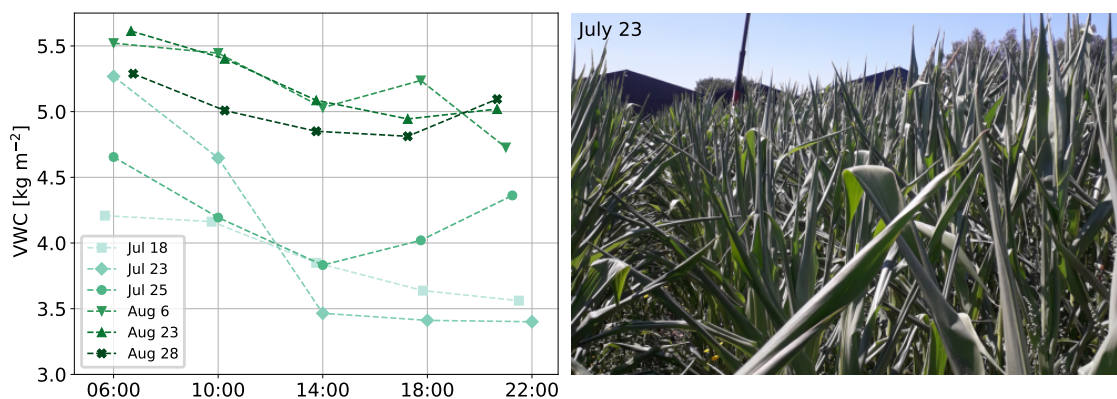 VWC [kg m⁻²]
5.5
5.0
4.5
4.0
3.5
3.0
Jul 18
Jul 23
Jul 25
Aug 6
Aug 23
Aug 28
06:00 10:00 14:00 18:00 22:00
July 23